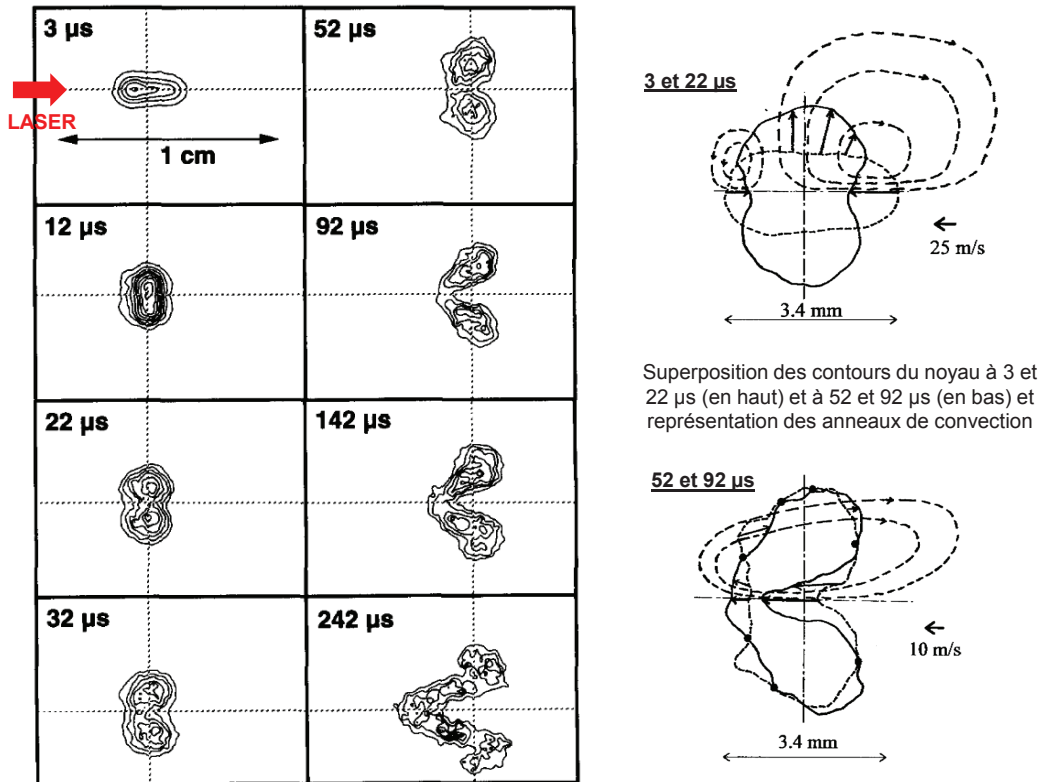 3 µs
52 µs
LASER
1 cm
12 µs
92 µs
22 µs
142 µs
32 µs
242 µs
3 et 22 µs
25 m/s
3.4 mm
Superposition des contours du noyau à 3 et
22 µs (en haut) et à 52 et 92 µs (en bas) et
représentation des anneaux de convection
52 et 92 µs
10 m/s
3.4 mm